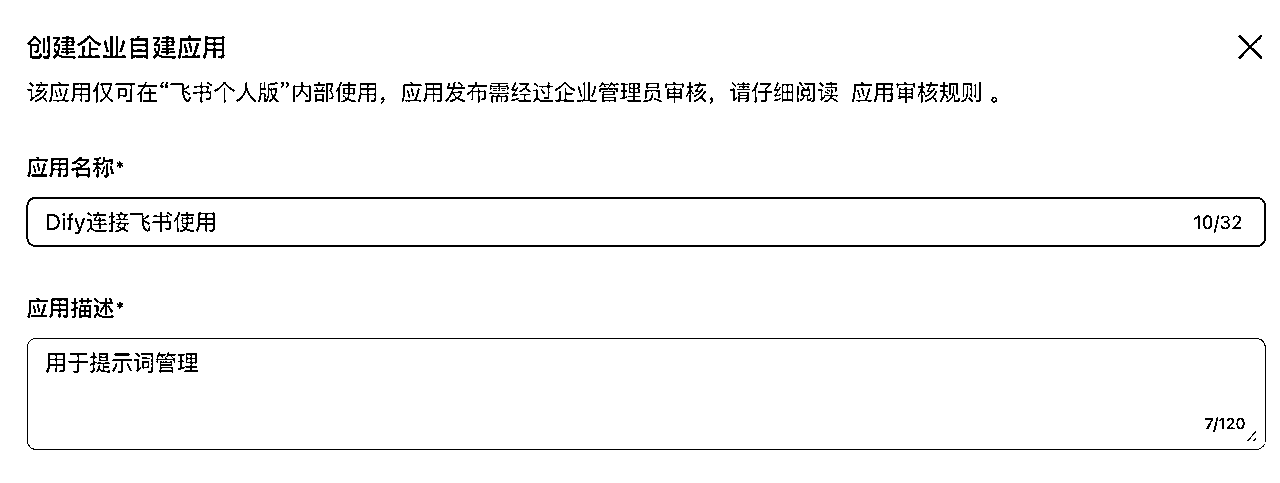 创建企业自建应用
该应用仅可在“飞书个人版”内部使用，应用发布需经过企业管理员审核，请仔细阅读 应用审核规则 。
应用名称*
Dify连接飞书使用
10/32
应用描述*
用于提示词管理
7/120